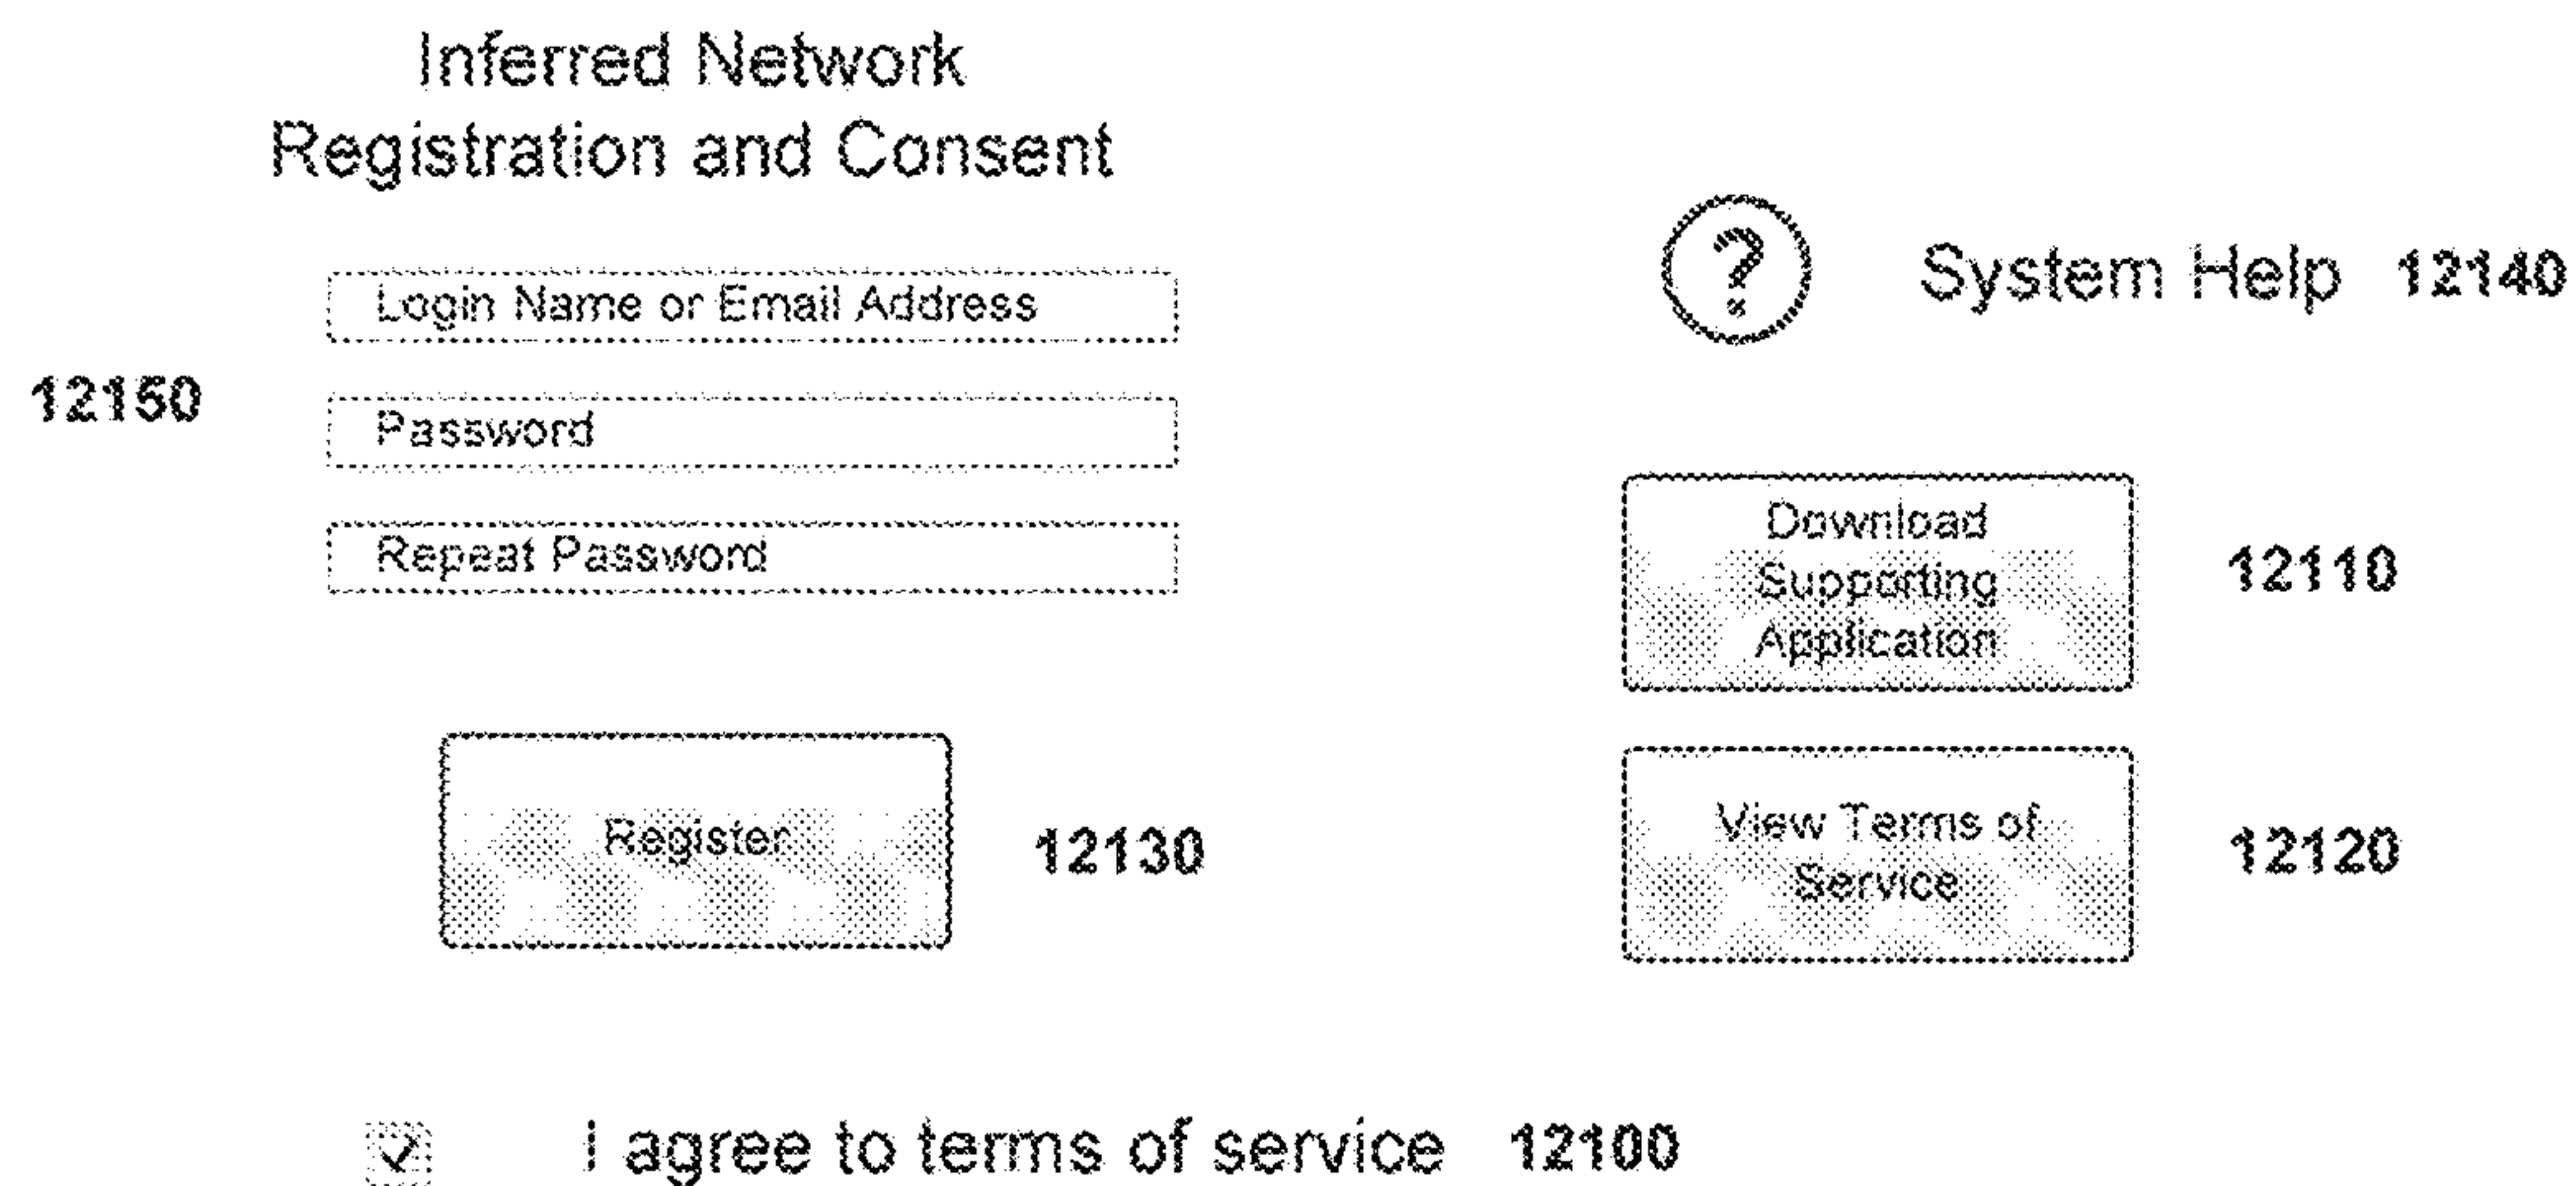 Inferred Network
Registration and Consent
Login Name or Email Address
12150
Password
Repeat Password
Register 12130
System Help 12140
Download
Supporting
Application
12110
View Terms of
Service
12120
I agree to terms of service 12100